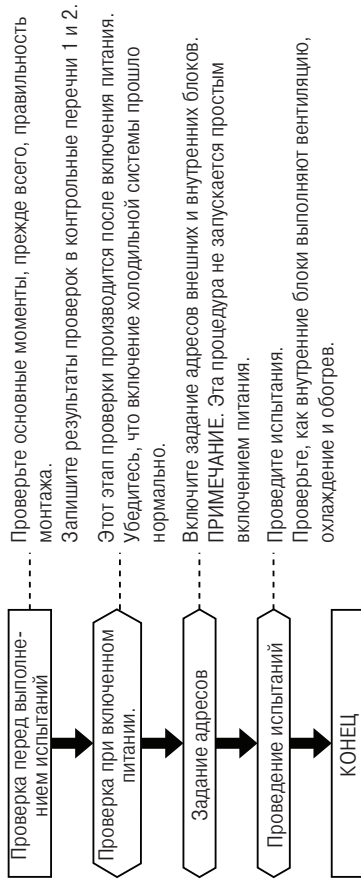 Проверка перед выполне-
нием испытаний
Проверьте основные моменты, прежде всего, правильность
монтажа.
Запишите результаты проверок в контрольные перечни 1 и 2.
Проверка при включенном
питании.
Этот этап проверки производится после включения питания.
Убедитесь, что включение холодильной системы прошло
нормально.
Задание адресов
Включите задание адресов внешних и внутренних блоков.
ПРИМЕЧАНИЕ. Эта процедура не запускается простым
включением питания.
Проведение испытаний
Проведите испытания.
Проверьте, как внутренние блоки выполняют вентиляцию,
охлаждение и обогрев.
КОНЕЦ